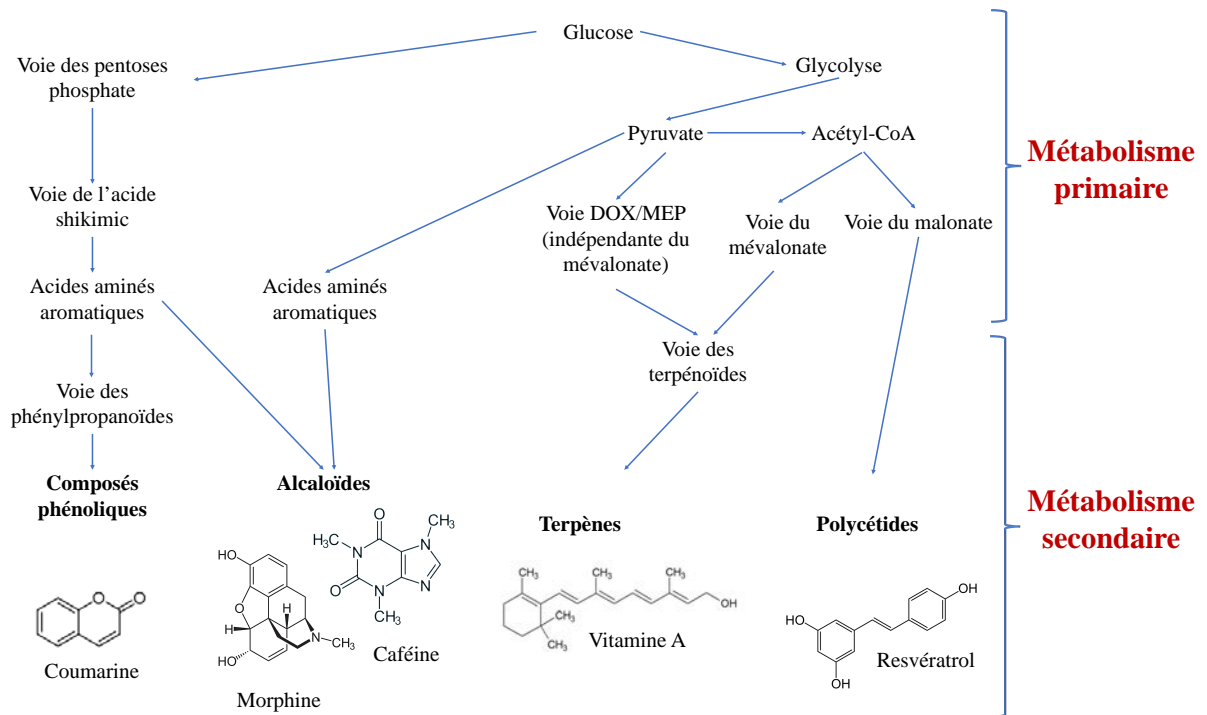 Glucose
Voie des pentoses
phosphate
Glycolyse
Pyruvate
Acétyl-CoA
Métabolisme
primaire
Voie de l’acide
shikimic
Voie DOX/MEP
(indépendante du
mévalonate)
Voie du
mévalonate
Voie du malonate
Acides aminés
aromatiques
Acides aminés
aromatiques
Voie des
terpénoïdes
Voie des
phénylpropanoïdes
Composés
phénoliques
Alcaloïdes
Terpènes
Polycétides
Métabolisme
secondaire
O
O
Coumarine
HO
O
H
H
N
CH3
HO
Morphine
O
CH3
H3C
N
N
O
N
N
CH3
Caféine
CH3
CH3
CH3
CH3
CH3
OH
Vitamine A
OH
HO
OH
Resvératrol